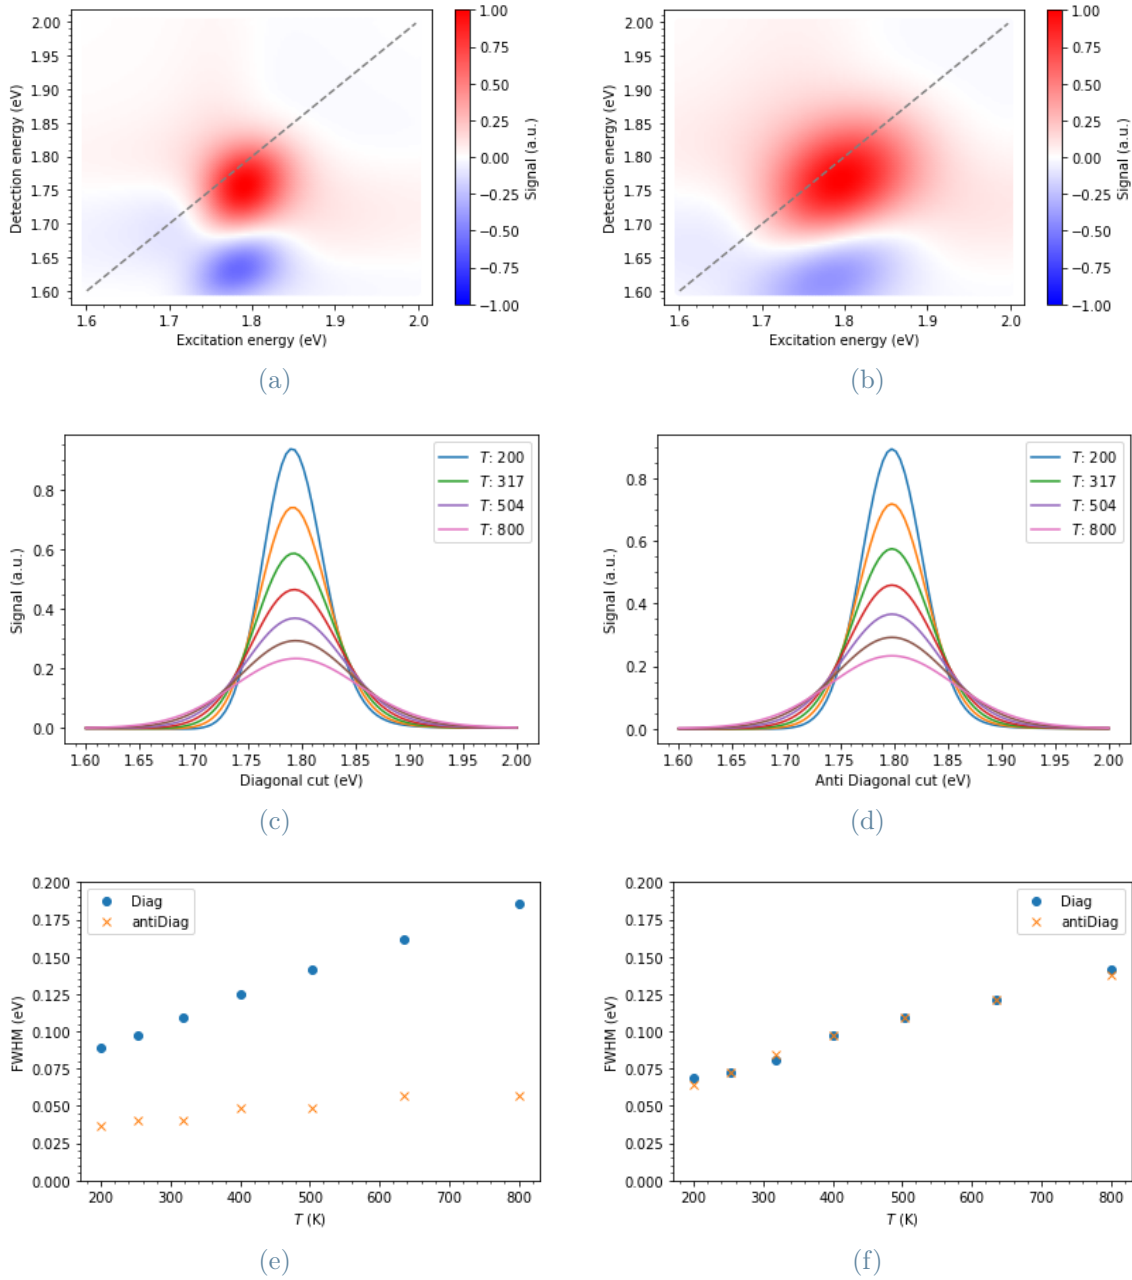 2.00
1.95
1.90
1.85
1.80
1.75
1.70
1.65
1.60
Detection energy (eV)
1.6 1.7 1.8 1.9 2.0
Excitation energy (eV)
1.00
0.75
0.50
0.25
0.00
−0.25
−0.50
−0.75
−1.00
Signal (a.u.)
(a)
2.00
1.95
1.90
1.85
1.80
1.75
1.70
1.65
1.60
Detection energy (eV)
1.6 1.7 1.8 1.9 2.0
Excitation energy (eV)
1.00
0.75
0.50
0.25
0.00
−0.25
−0.50
−0.75
−1.00
Signal (a.u.)
(b)
T: 200
T: 317
T: 504
T: 800
0.8
0.6
0.4
0.2
0.0
Signal (a.u.)
1.60 1.65 1.70 1.75 1.80 1.85 1.90 1.95 2.00
Diagonal cut (eV)
(c)
T: 200
T: 317
T: 504
T: 800
0.8
0.6
0.4
0.2
0.0
Signal (a.u.)
1.60 1.65 1.70 1.75 1.80 1.85 1.90 1.95 2.00
Anti Diagonal cut (eV)
(d)
Diag
antiDiag
0.200
0.175
0.150
0.125
0.100
0.075
0.050
0.025
0.000
FWHM (eV)
200 300 400 500 600 700 800
T (K)
(e)
Diag
antiDiag
0.200
0.175
0.150
0.125
0.100
0.075
0.050
0.025
0.000
FWHM (eV)
200 300 400 500 600 700 800
T (K)
(f)